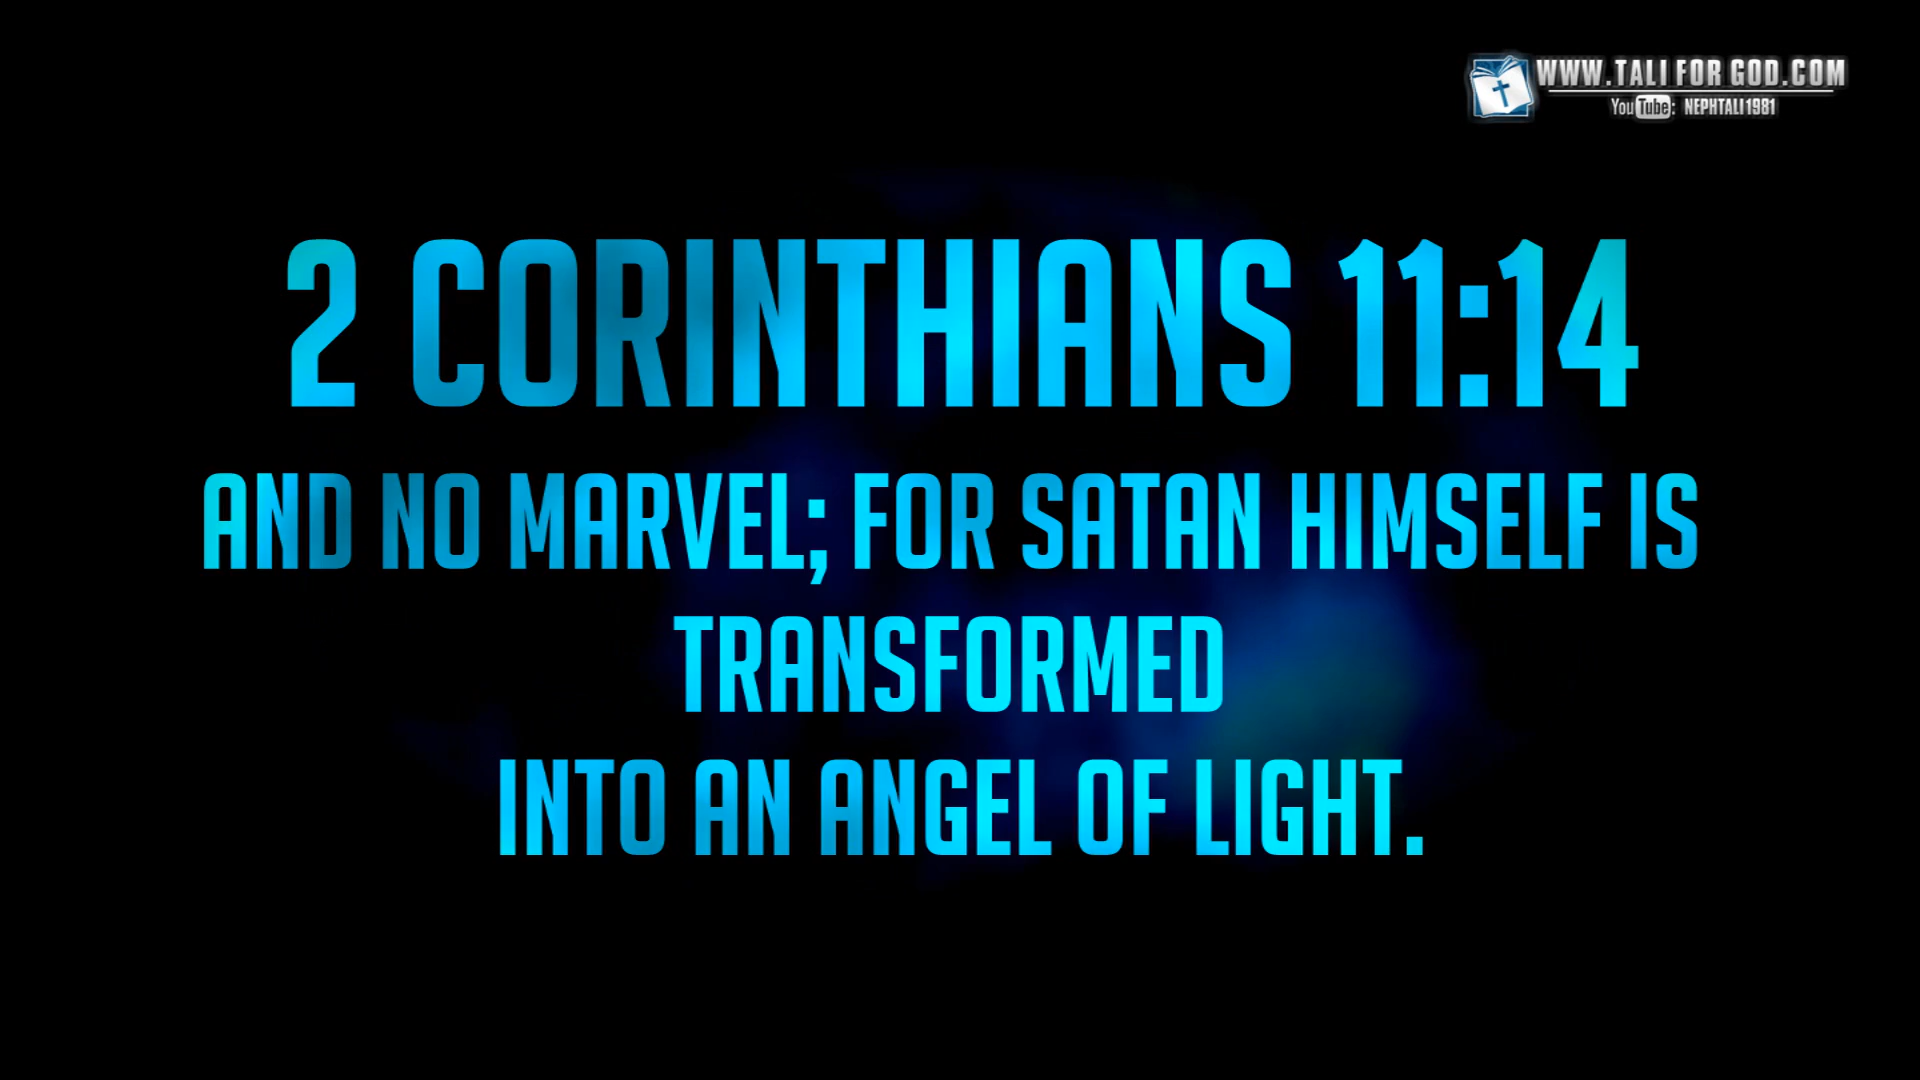 WWW.TALI FOR GOD.COM
YouTube: NEPHTALI1981
2 CORINTHIANS 11:14
AND NO MARVEL; FOR SATAN HIMSELF IS
TRANSFORMED
INTO AN ANGEL OF LIGHT.